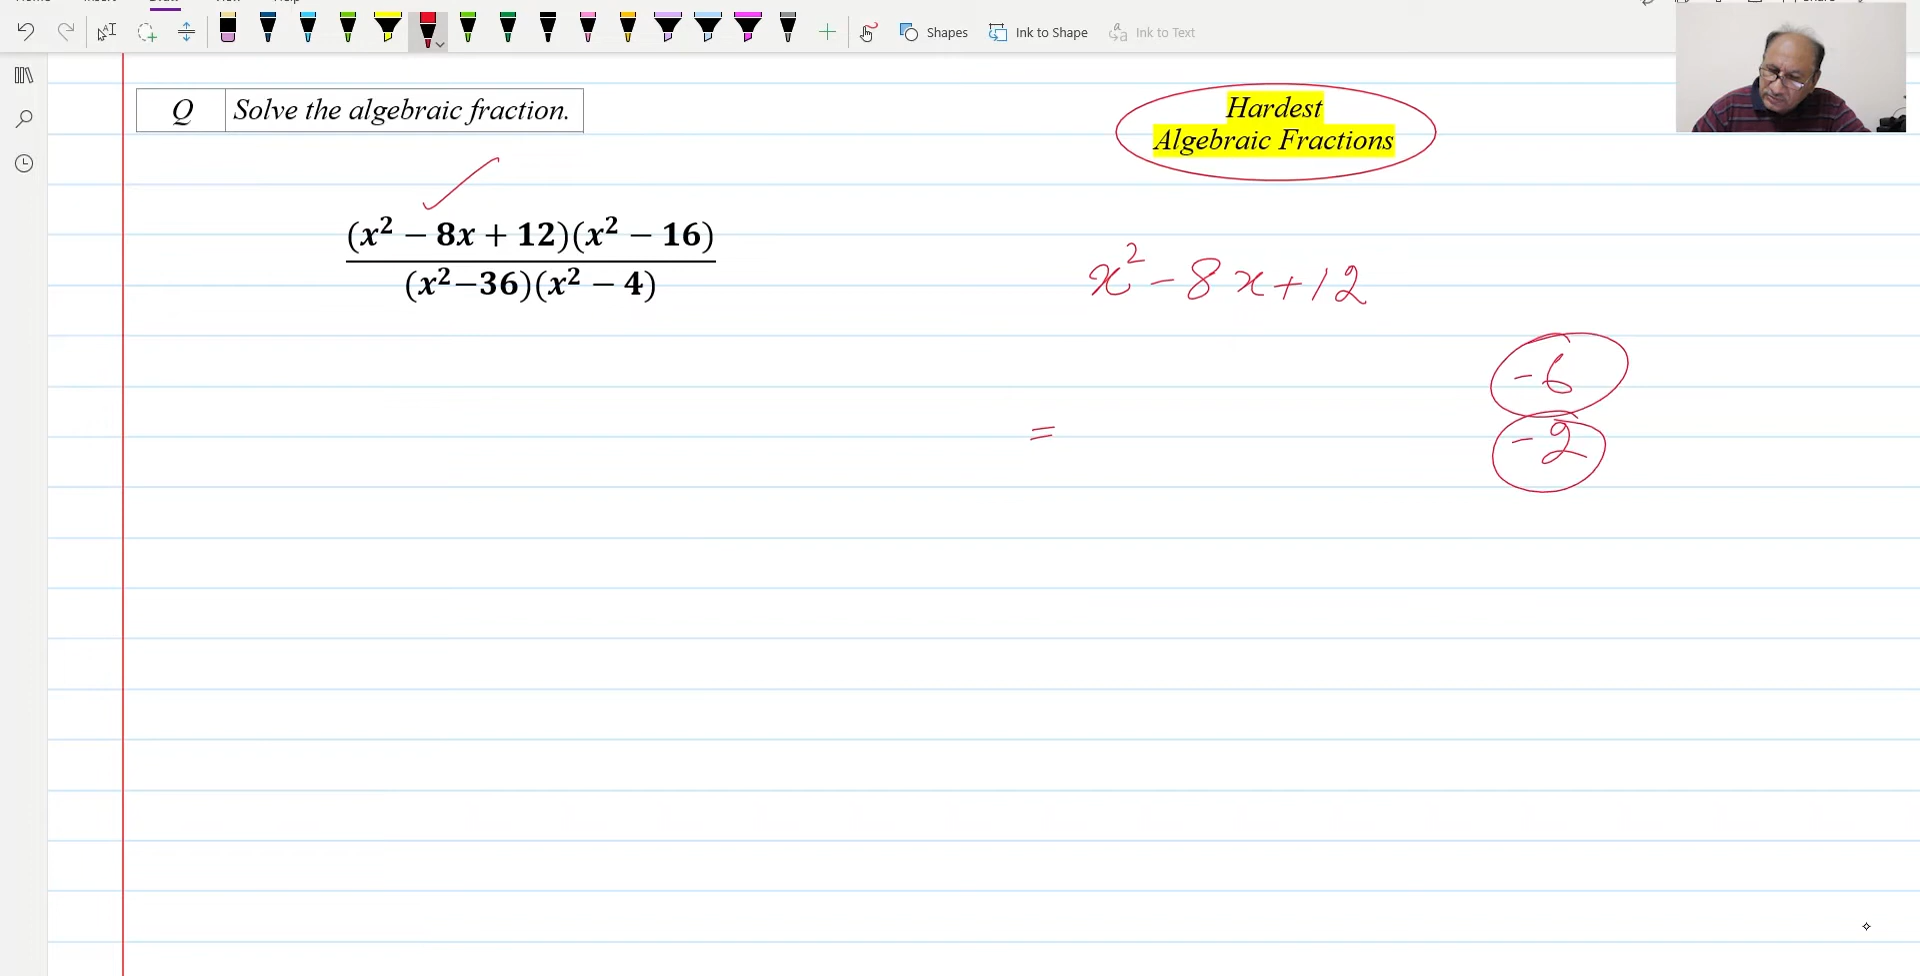 Shapes Ink to Shape Ink to Text
Q Solve the algebraic fraction.
Hardest
Algebraic Fractions
(x² − 8x + 12)(x² − 16)
(x²−36)(x² − 4)
x² - 8x + 12
-6
=
-2